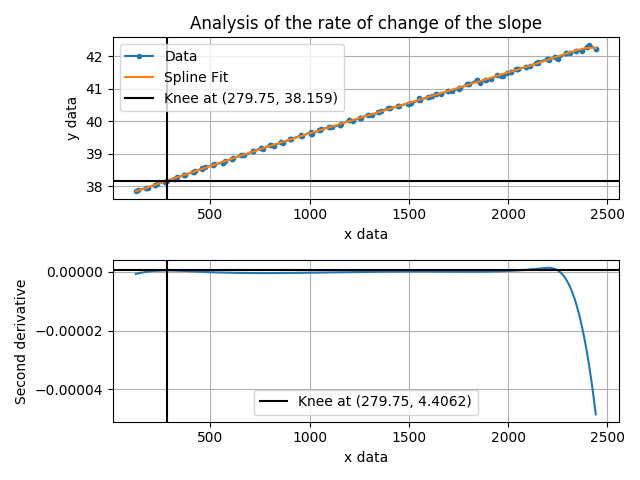 Analysis of the rate of change of the slope
y data
42
41
40
39
38
Data
Spline Fit
Knee at (279.75, 38.159)
500
1000
1500
2000
2500
x data
Second derivative
0.00000
−0.00002
−0.00004
Knee at (279.75, 4.4062)
500
1000
1500
2000
2500
x data